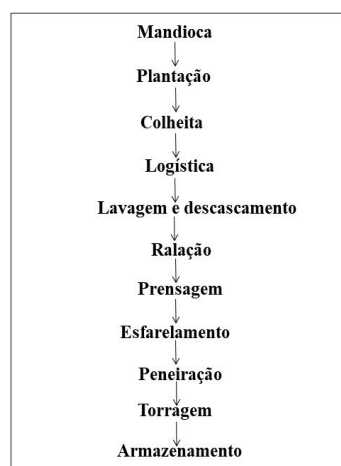 Mandioca
Plantação
Colheita
Logística
Lavagem e descascamento
Ralação
Prensagem
Esfarelamento
Peneiração
Torragem
Armazenamento